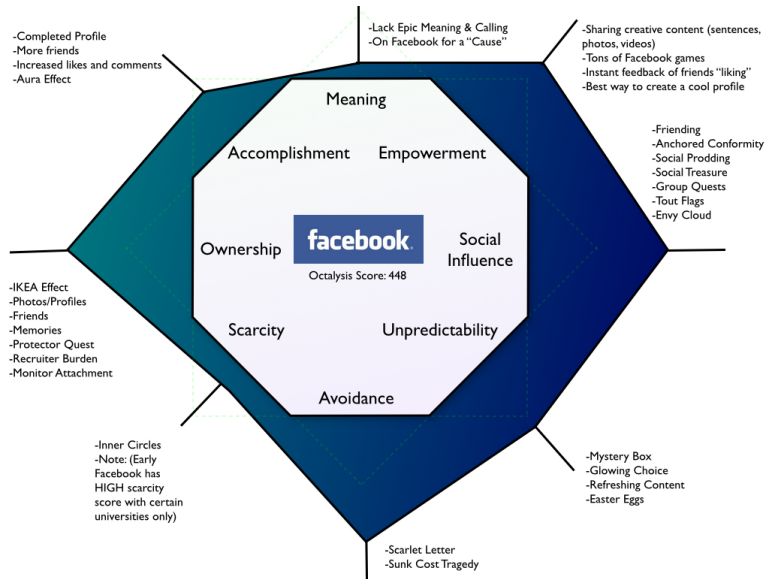 -Completed Profile
-More friends
-Increased likes and comments
-Aura Effect
-Lack Epic Meaning & Calling
-On Facebook for a “Cause”
-Sharing creative content (sentences,
photos, videos)
-Tons of Facebook games
-Instant feedback of friends “liking”
-Best way to create a cool profile
-Friending
-Anchored Conformity
-Social Prodding
-Social Treasure
-Group Quests
-Tout Flags
-Envy Cloud
Meaning
Accomplishment
Empowerment
Ownership
facebook.
Octalysis Score: 448
Social
Influence
Scarcity
Unpredictability
Avoidance
-IKEA Effect
-Photos/Profiles
-Friends
-Memories
-Protector Quest
-Recruiter Burden
-Monitor Attachment
-Inner Circles
-Note: (Early
Facebook has
HIGH scarcity
score with certain
universities only)
-Mystery Box
-Glowing Choice
-Refreshing Content
-Easter Eggs
-Scarlet Letter
-Sunk Cost Tragedy